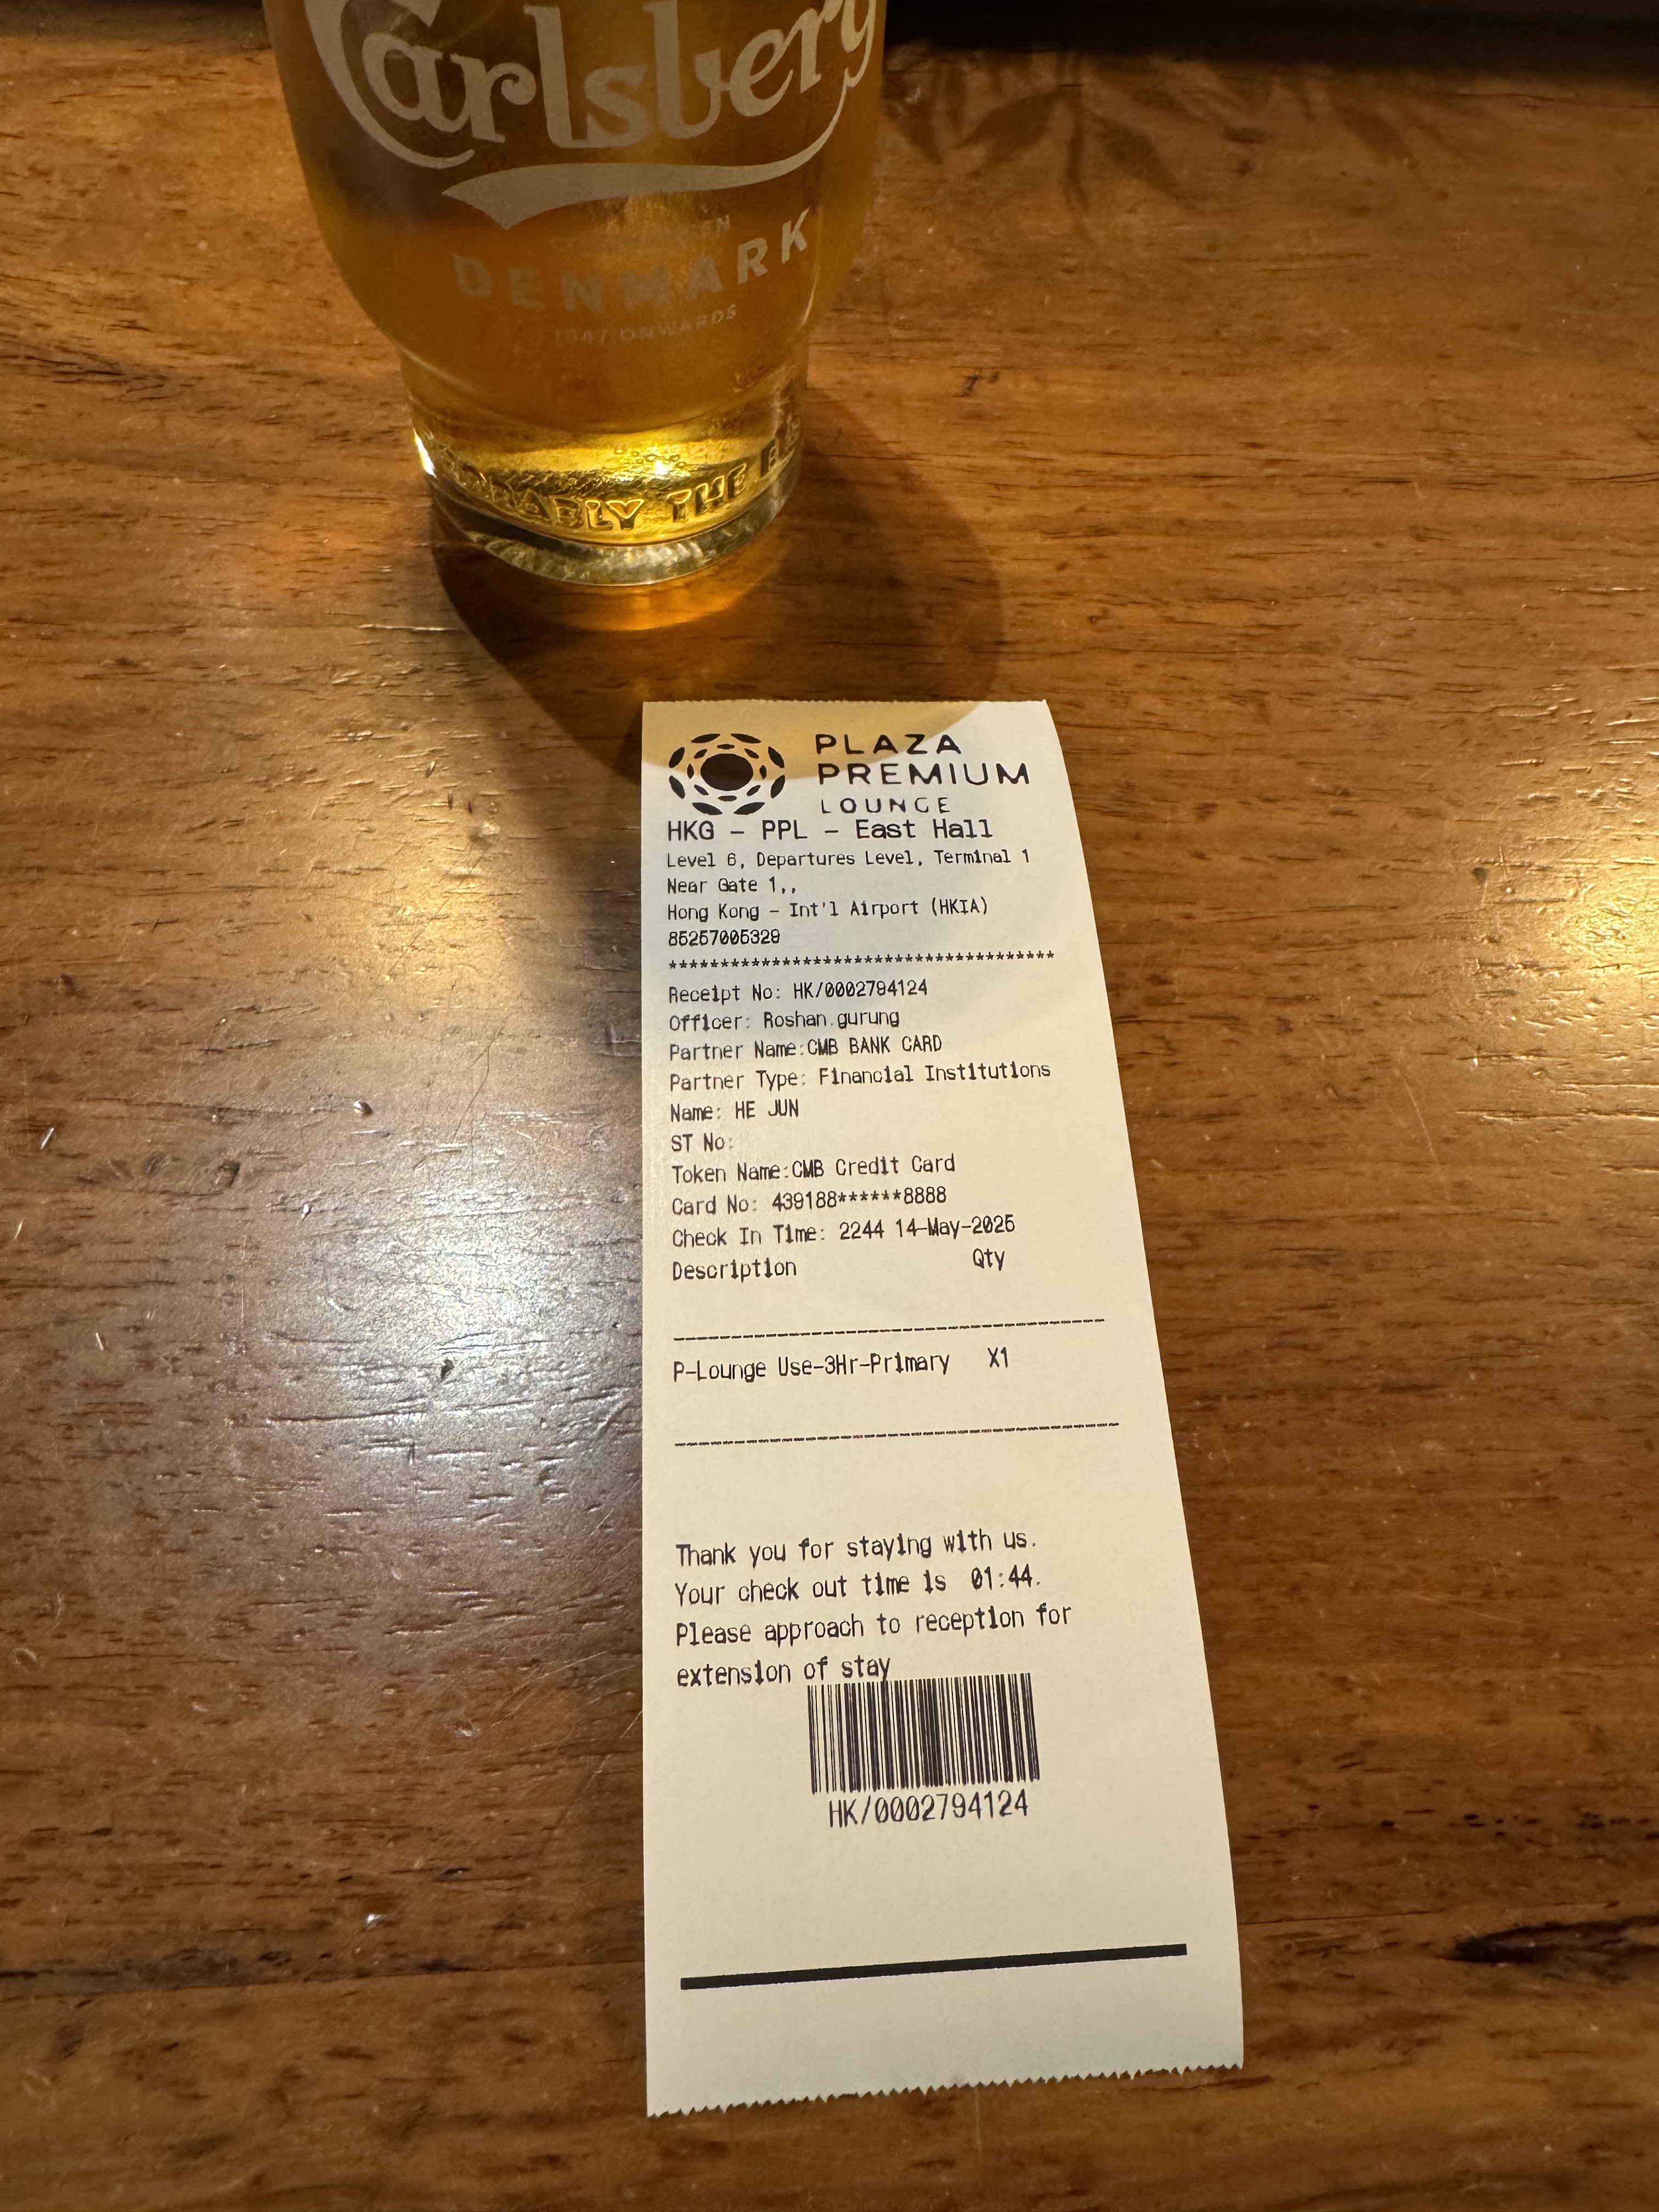 Carlsberg
DENMARK
1847 ONWARDS
PROBABLY THE
PLAZA
PREMIUM
LOUNGE
HKG - PPL - East Hall
Level 6, Departures Level, Terminal 1
Near Gate 1,,
Hong Kong - Int'l Airport (HKIA)
85257005329
*************************************
Receipt No: HK/0002794124
Officer: Roshan.gurung
Partner Name:CMB BANK CARD
Partner Type: Financial Institutions
Name: HE JUN
ST No:
Token Name:CMB Credit Card
Card No: 439188******8888
Check In Time: 2244 14-May-2025
Description Qty
P-Lounge Use-3Hr-Primary X1
Thank you for staying with us.
Your check out time is 01:44.
Please approach to reception for
extension of stay
HK/0002794124